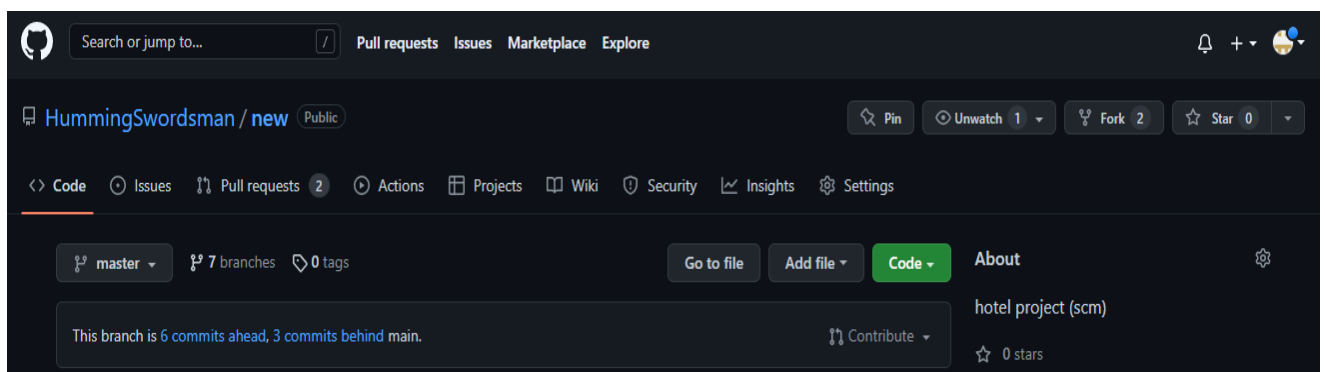 Search or jump to... / Pull requests Issues Marketplace Explore
HummingSwordsman / new Public Pin Unwatch 1 Fork 2 Star 0
<> Code Issues Pull requests 2 Actions Projects Wiki Security Insights Settings
master 7 branches 0 tags Go to file Add file Code About
hotel project (scm)
This branch is 6 commits ahead, 3 commits behind main. Contribute
0 stars